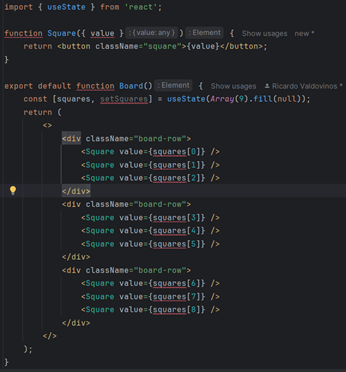 import { useState } from 'react';
function Square({ value } : {value: any} ) : Element { Show usages new *
return <button className="square">{value}</button>;
}
export default function Board() : Element { Show usages Ricardo Valdovinos *
const [squares, setSquares] = useState(Array(9).fill(null));
return (
<>
<div className="board-row">
<Square value={squares[0]} />
<Square value={squares[1]} />
<Square value={squares[2]} />
</div>
<div className="board-row">
<Square value={squares[3]} />
<Square value={squares[4]} />
<Square value={squares[5]} />
</div>
<div className="board-row">
<Square value={squares[6]} />
<Square value={squares[7]} />
<Square value={squares[8]} />
</div>
</>
);
}